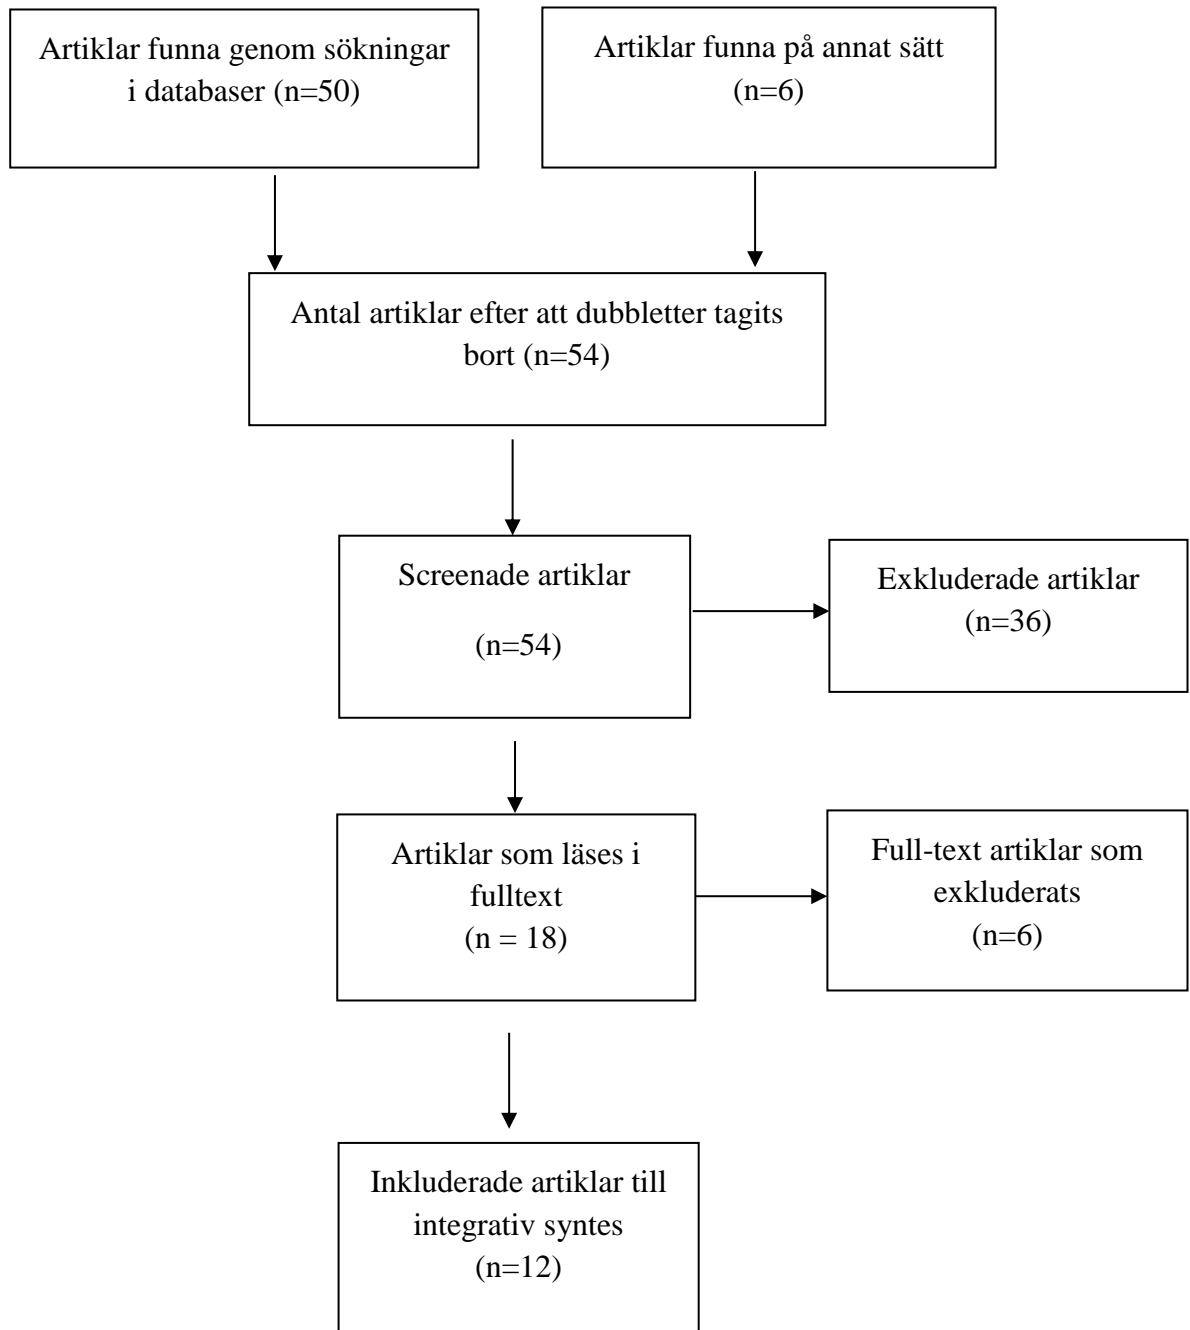 Artiklar funna genom sökningar
i databaser (n=50)
Artiklar funna på annat sätt
(n=6)
Antal artiklar efter att dubbletter tagits
bort (n=54)
Screenade artiklar
(n=54)
Exkluderade artiklar
(n=36)
Artiklar som läses i
fulltext
(n = 18)
Full-text artiklar som
exkluderats
(n=6)
Inkluderade artiklar till
integrativ syntes
(n=12)